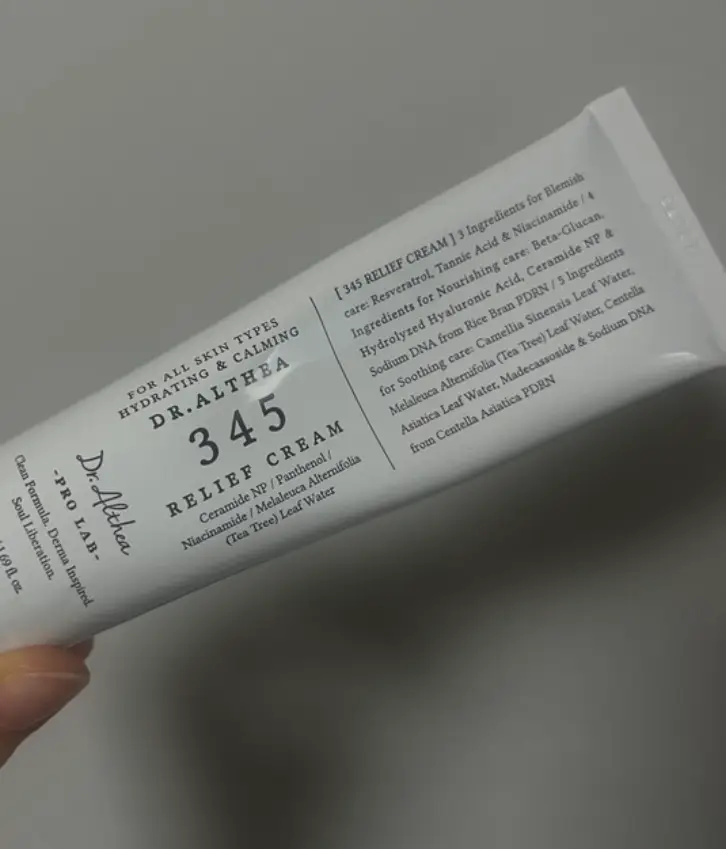 FOR ALL SKIN TYPES
HYDRATING & CALMING
DR.ALTHEA
345
RELIEF CREAM
Ceramide NP / Panthenol /
Niacinamide / Melaleuca Alternifolia
(Tea Tree) Leaf Water
[ 345 RELIEF CREAM ] 3 Ingredients for Blemish
care: Resveratrol, Tannic Acid & Niacinamide / 4
Ingredients for Nourishing care: Beta-Glucan,
Hydrolyzed Hyaluronic Acid, Ceramide NP &
Sodium DNA from Rice Bran PDRN / 5 Ingredients
for Soothing care: Camellia Sinensis Leaf Water,
Melaleuca Alternifolia (Tea Tree) Leaf Water, Centella
Asiatica Leaf Water, Madecassoside & Sodium DNA
from Centella Asiatica PDRN
Dr.Althea
-PRO LAB-
Clean Formula, Derma Inspired
Soul Liberation.
1.69 fl. oz.